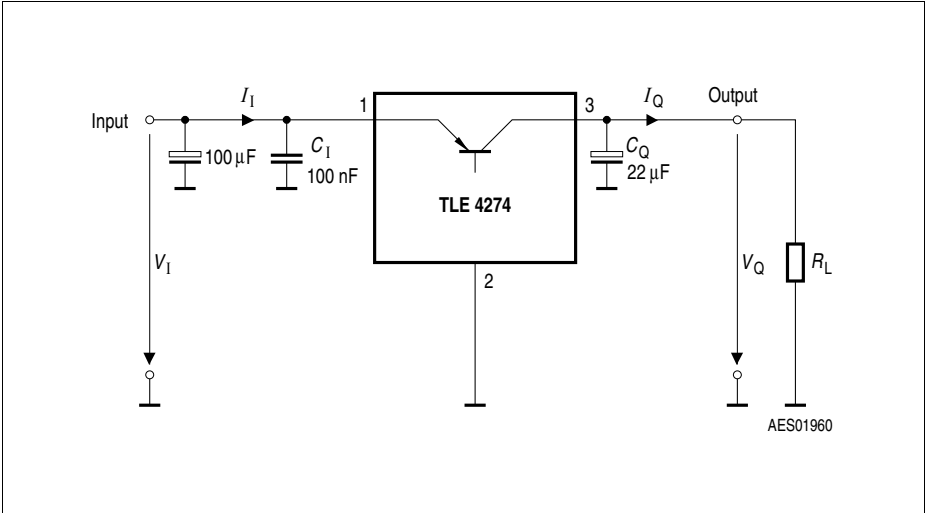 Input
I_I
100 µF
C_I
100 nF
1
TLE 4274
3
I_Q
Output
C_Q
22 µF
V_I
2
V_Q
R_L
AES01960